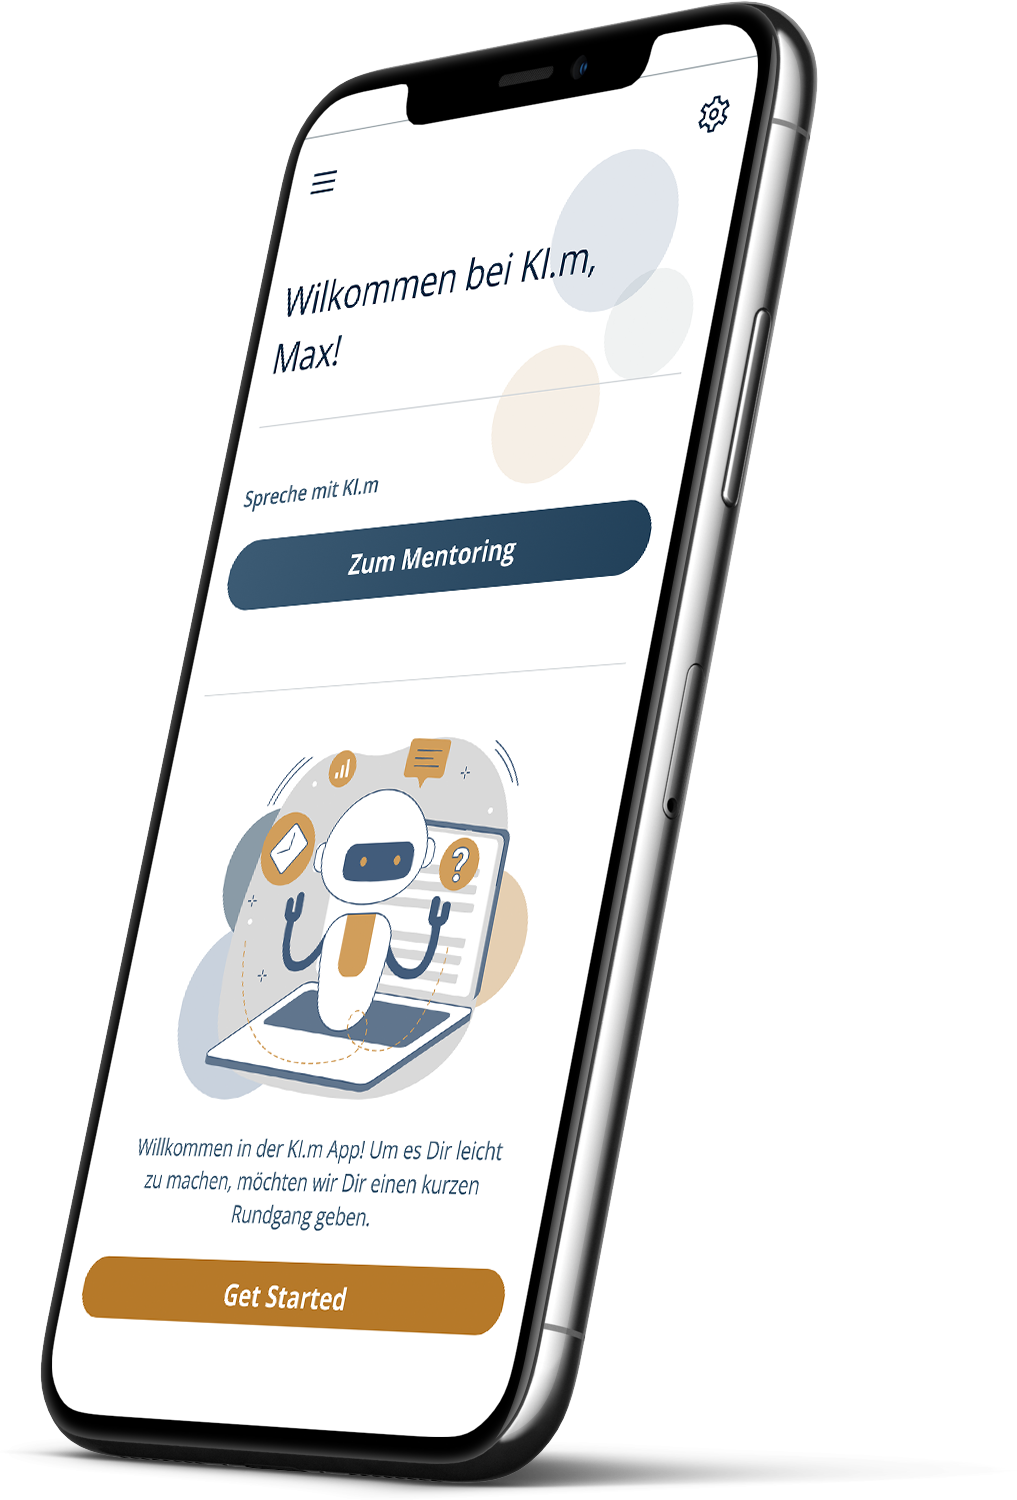 Wilkommen bei KI.m,
Max!
Spreche mit KI.m
Zum Mentoring
?
Willkommen in der KI.m App! Um es Dir leicht
zu machen, möchten wir Dir einen kurzen
Rundgang geben.
Get Started